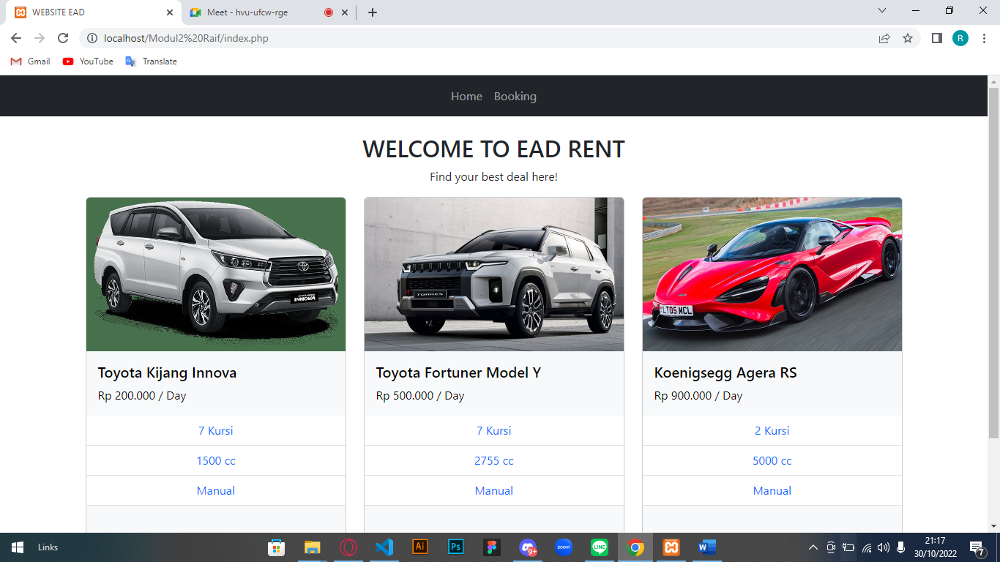 WEBSITE EAD
Meet - hvu-ufcw-rge
localhost/Modul2%20Raif/index.php
R
Gmail
YouTube
Translate
Home
Booking
WELCOME TO EAD RENT
Find your best deal here!
INNOVA
TORRES
LT05 MCL
Toyota Kijang Innova
Rp 200.000 / Day
7 Kursi
1500 cc
Manual
Toyota Fortuner Model Y
Rp 500.000 / Day
7 Kursi
2755 cc
Manual
Koenigsegg Agera RS
Rp 900.000 / Day
2 Kursi
5000 cc
Manual
Links
Ai
Ps
9+
zoom
LINE
W
21:17
30/10/2022
7